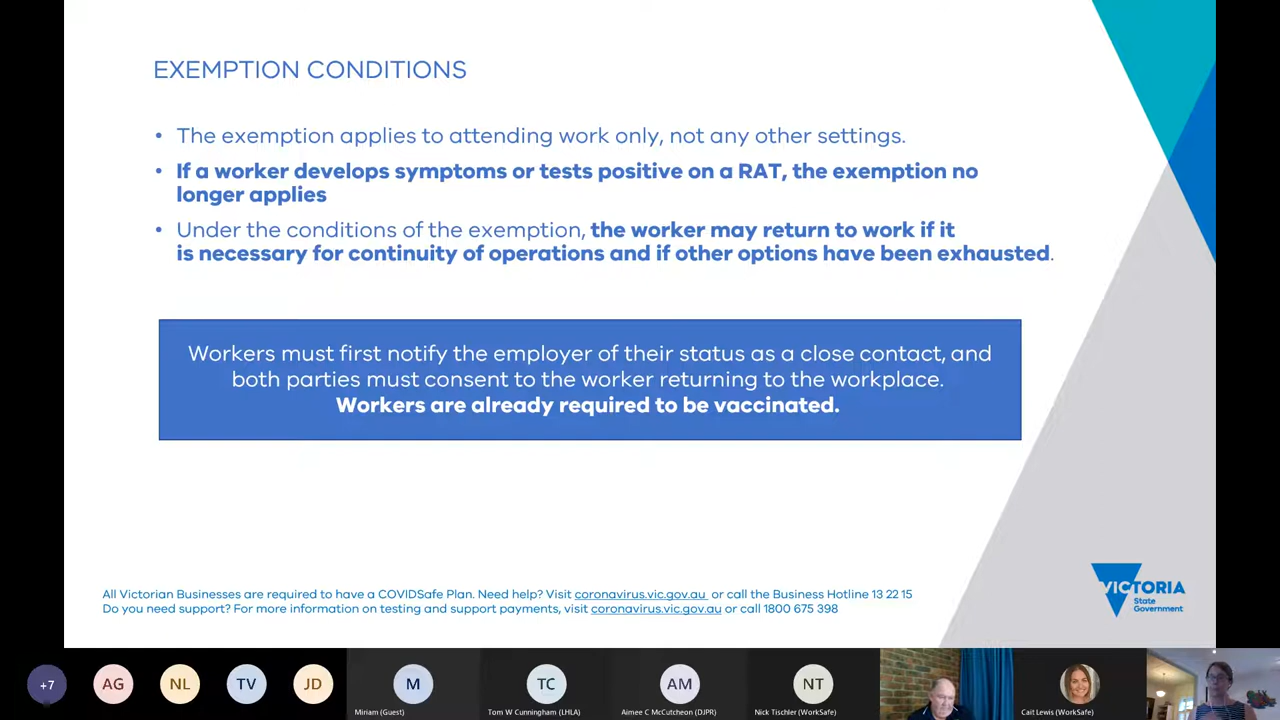 EXEMPTION CONDITIONS
• The exemption applies to attending work only, not any other settings.
• If a worker develops symptoms or tests positive on a RAT, the exemption no
longer applies
• Under the conditions of the exemption, the worker may return to work if it
is necessary for continuity of operations and if other options have been exhausted.
Workers must first notify the employer of their status as a close contact, and
both parties must consent to the worker returning to the workplace.
Workers are already required to be vaccinated.
All Victorian Businesses are required to have a COVIDSafe Plan. Need help? Visit coronavirus.vic.gov.au or call the Business Hotline 13 22 15
Do you need support? For more information on testing and support payments, visit coronavirus.vic.gov.au or call 1800 675 398
VICTORIA
State
Government
+7
AG
NL
TV
JD
M
TC
AM
NT
Miriam (Guest)
Tom W Cunningham (LHLA)
Aimee C McCutcheon (DJPR)
Nick Tischler (WorkSafe)
Cait Lewis (WorkSafe)